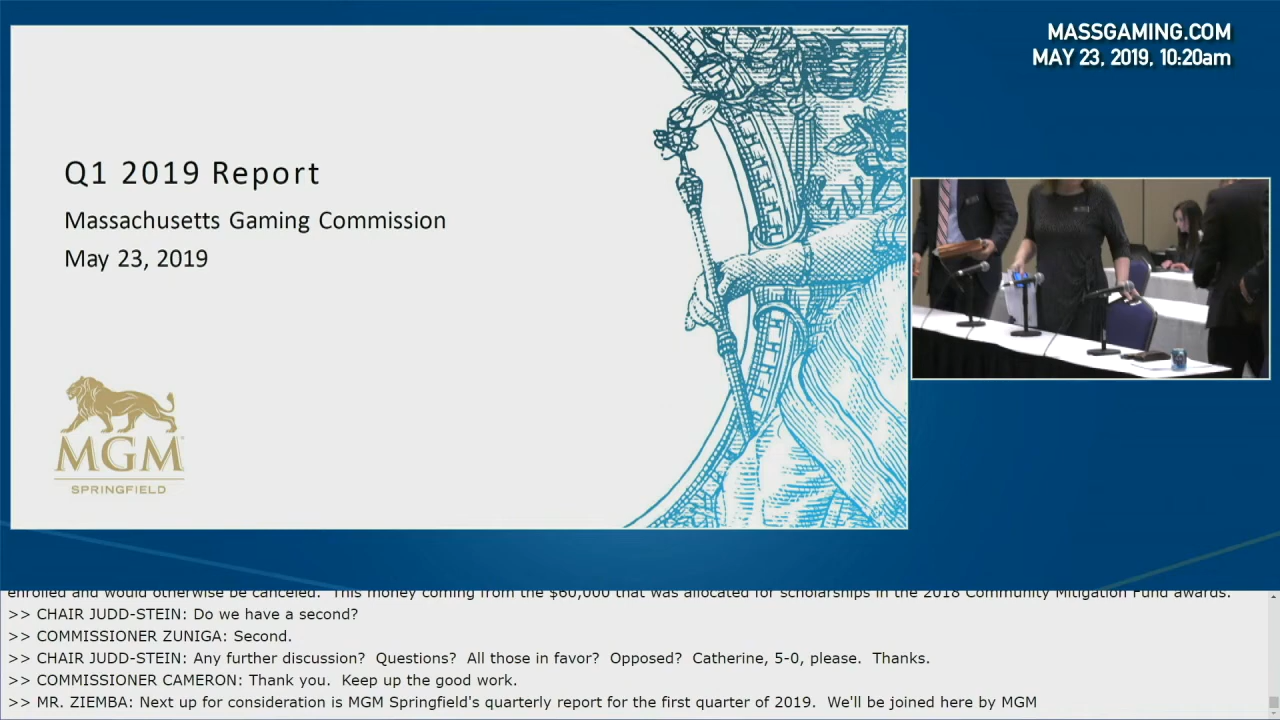 MASSGAMING.COM
MAY 23, 2019, 10:20am
Q1 2019 Report
Massachusetts Gaming Commission
May 23, 2019
MGM
SPRINGFIELD
enrolled and would otherwise be canceled.  This money coming from the $60,000 that was allocated for scholarships in the 2018 Community Mitigation Fund awards.
>> CHAIR JUDD-STEIN: Do we have a second?
>> COMMISSIONER ZUNIGA: Second.
>> CHAIR JUDD-STEIN: Any further discussion?  Questions?  All those in favor?  Opposed?  Catherine, 5-0, please.  Thanks.
>> COMMISSIONER CAMERON: Thank you.  Keep up the good work.
>> MR. ZIEMBA: Next up for consideration is MGM Springfield's quarterly report for the first quarter of 2019.  We'll be joined here by MGM